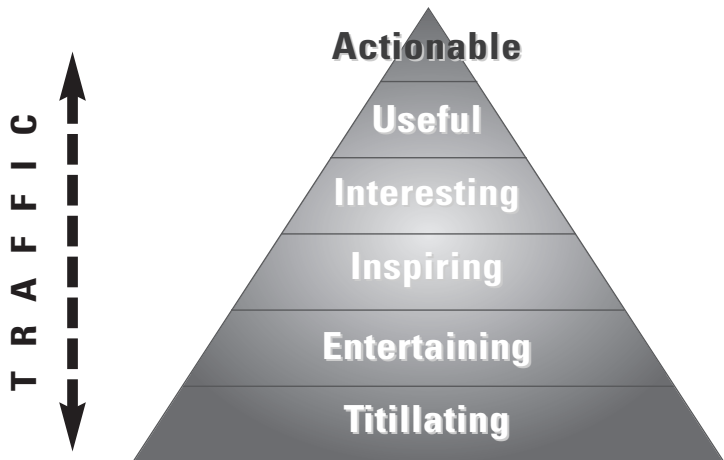 TRAFFIC
Actionable
Useful
Interesting
Inspiring
Entertaining
Titillating